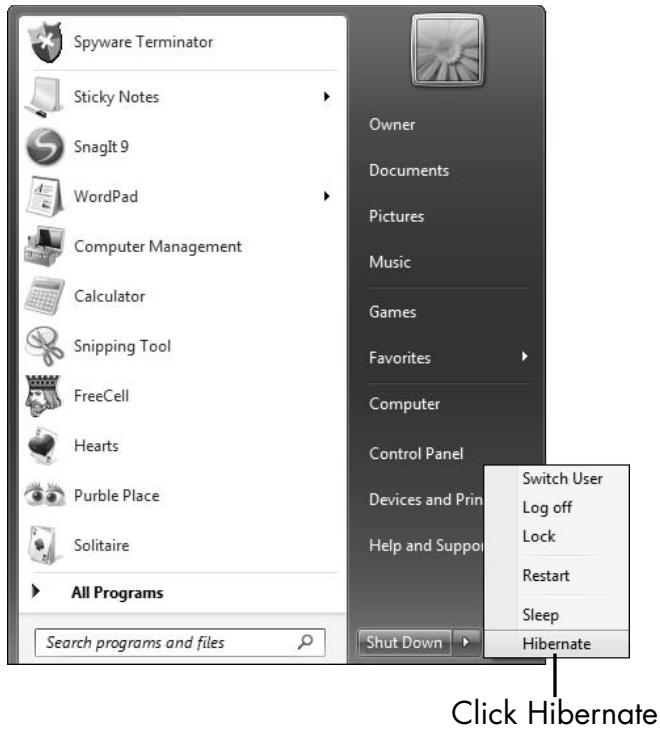 Spyware Terminator
Sticky Notes
SnagIt 9
WordPad
Computer Management
Calculator
Snipping Tool
FreeCell
Hearts
Purble Place
Solitaire
All Programs
Search programs and files
Owner
Documents
Pictures
Music
Games
Favorites
Computer
Control Panel
Devices and Prin
Help and Suppo
Shut Down
Switch User
Log off
Lock
Restart
Sleep
Hibernate
Click Hibernate